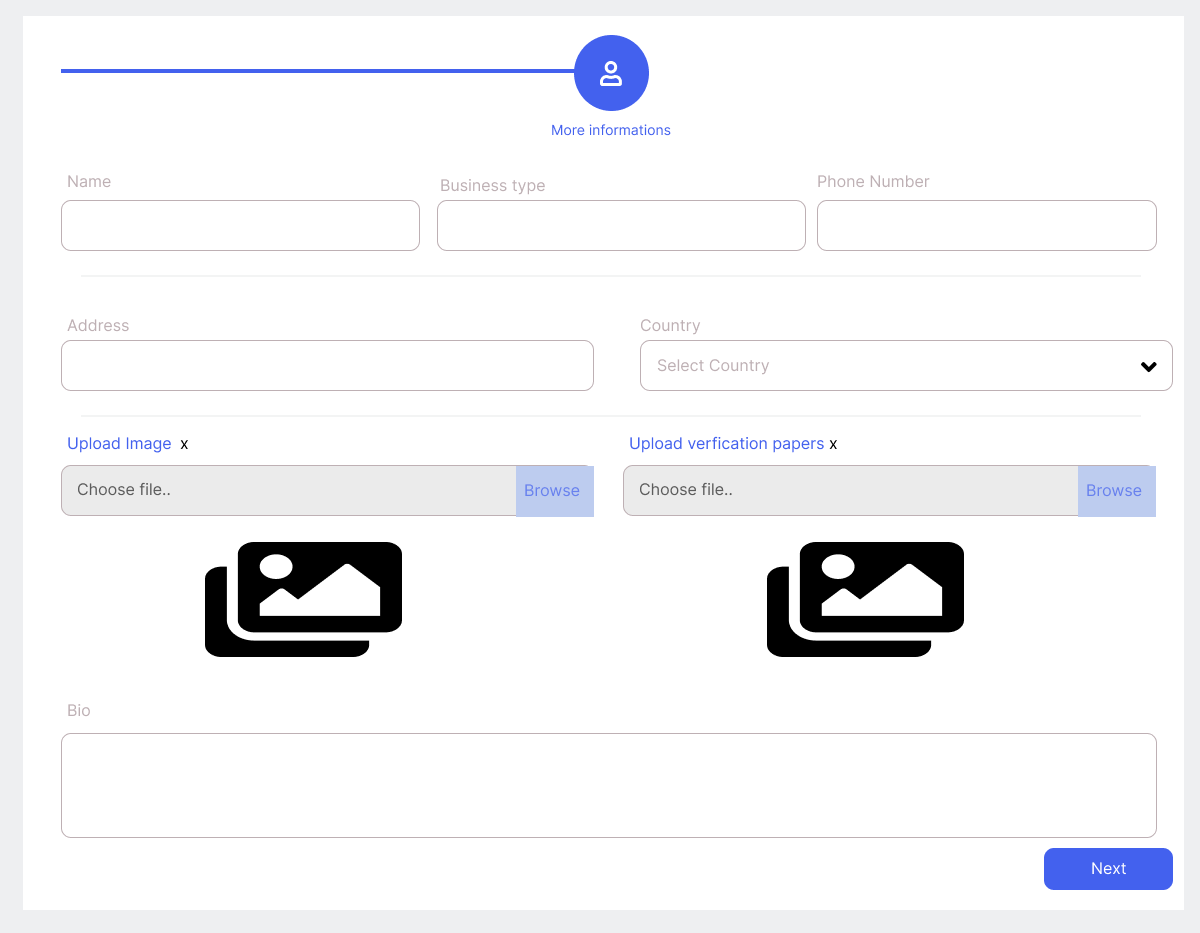 More informations
Name
Business type
Phone Number
Address
Country
Select Country
Upload Image x
Upload verfication papers x
Choose file..
Browse
Choose file..
Browse
Bio
Next